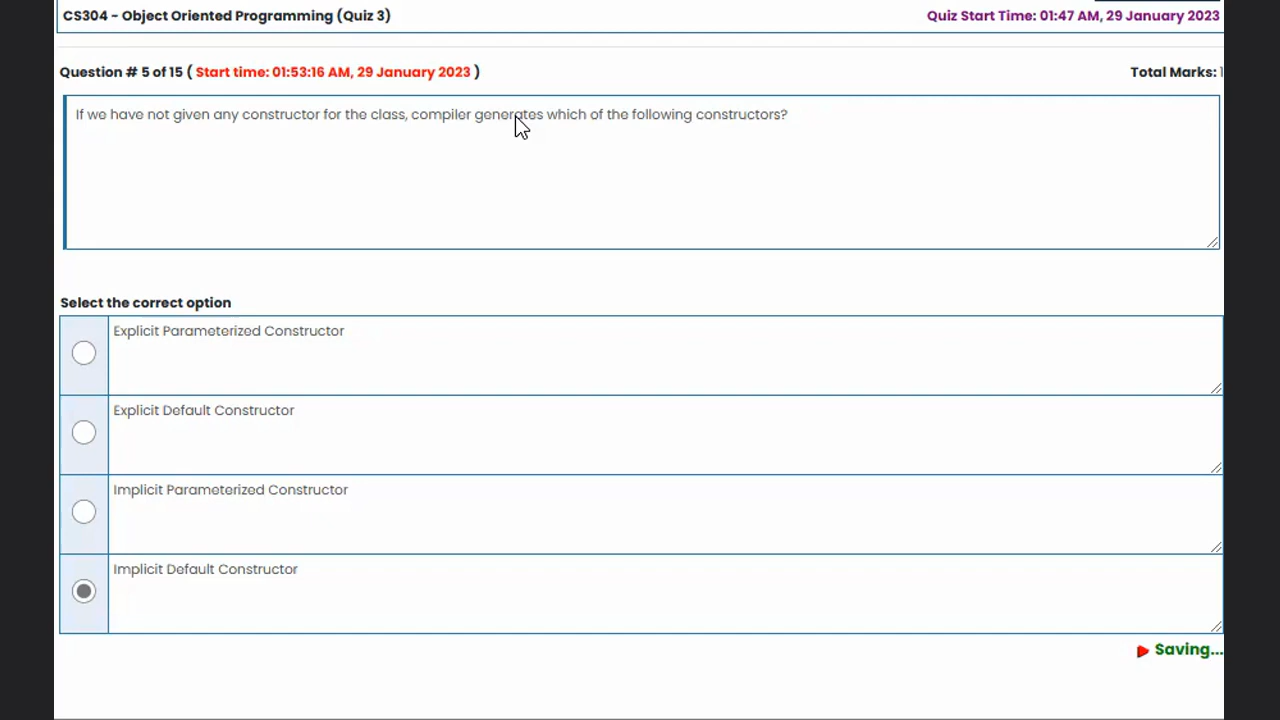 CS304 - Object Oriented Programming (Quiz 3)
Quiz Start Time: 01:47 AM, 29 January 2023
Question # 5 of 15 ( Start time: 01:53:16 AM, 29 January 2023 )
Total Marks: 1
If we have not given any constructor for the class, compiler generates which of the following constructors?
Select the correct option
Explicit Parameterized Constructor
Explicit Default Constructor
Implicit Parameterized Constructor
Implicit Default Constructor
Saving...